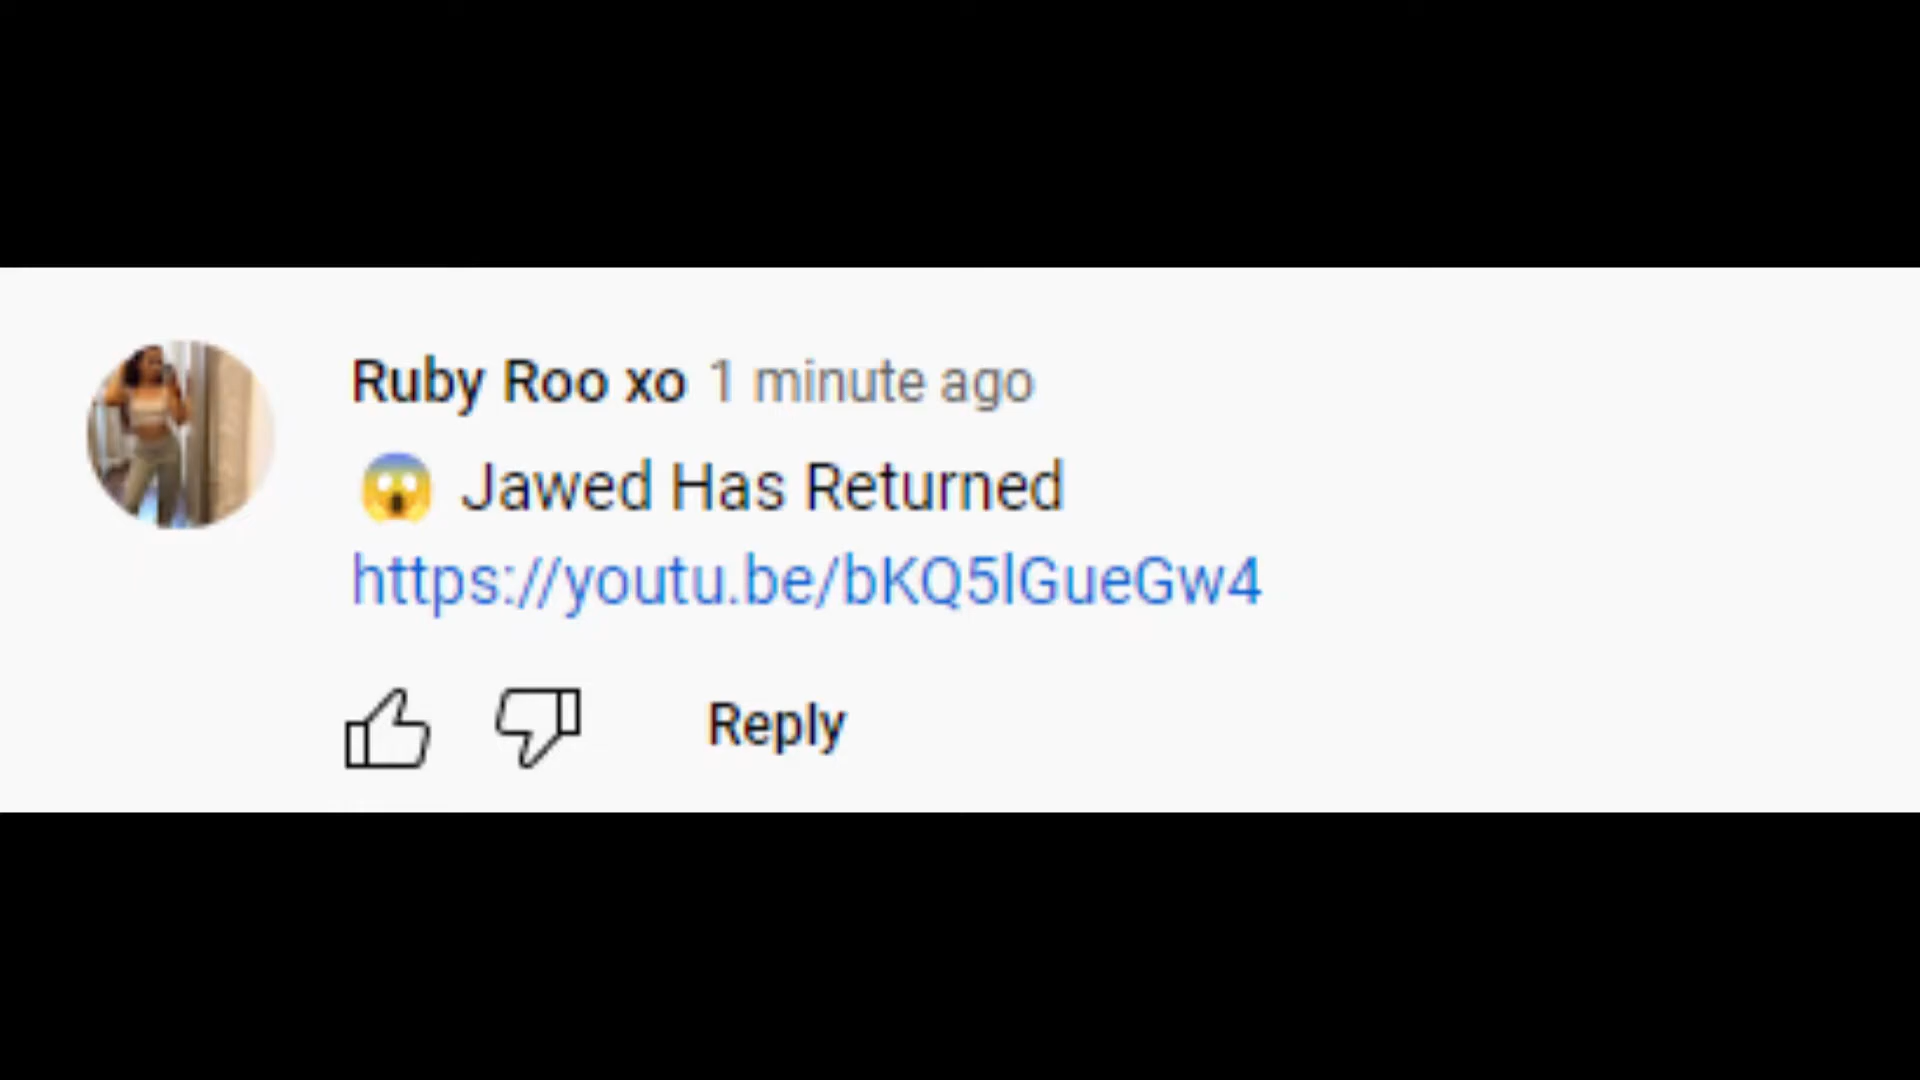 Ruby Roo xo 1 minute ago
😱 Jawed Has Returned
https://youtu.be/bKQ5lGueGw4
Reply